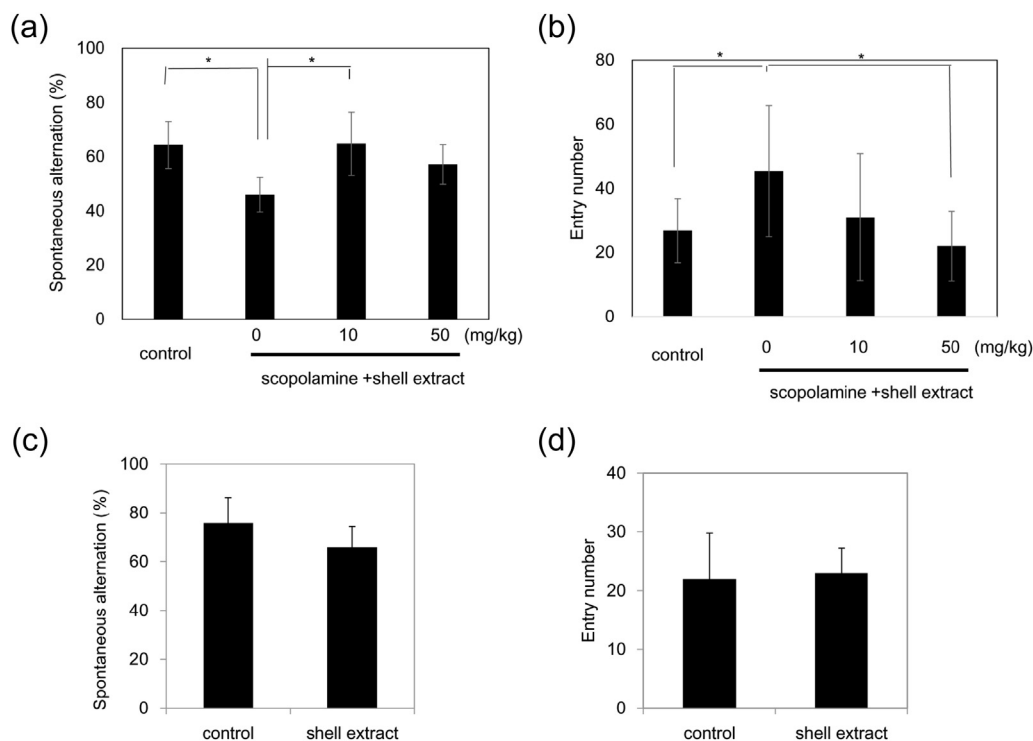 (a)
Spontaneous alternation (%)
100
80
60
40
20
0
* *
0 10 50 (mg/kg)
control
scopolamine +shell extract
(b)
Entry number
80
60
40
20
0
* *
0 10 50 (mg/kg)
control
scopolamine +shell extract
(c)
Spontaneous alternation (%)
100
80
60
40
20
0
control shell extract
(d)
Entry number
40
30
20
10
0
control shell extract